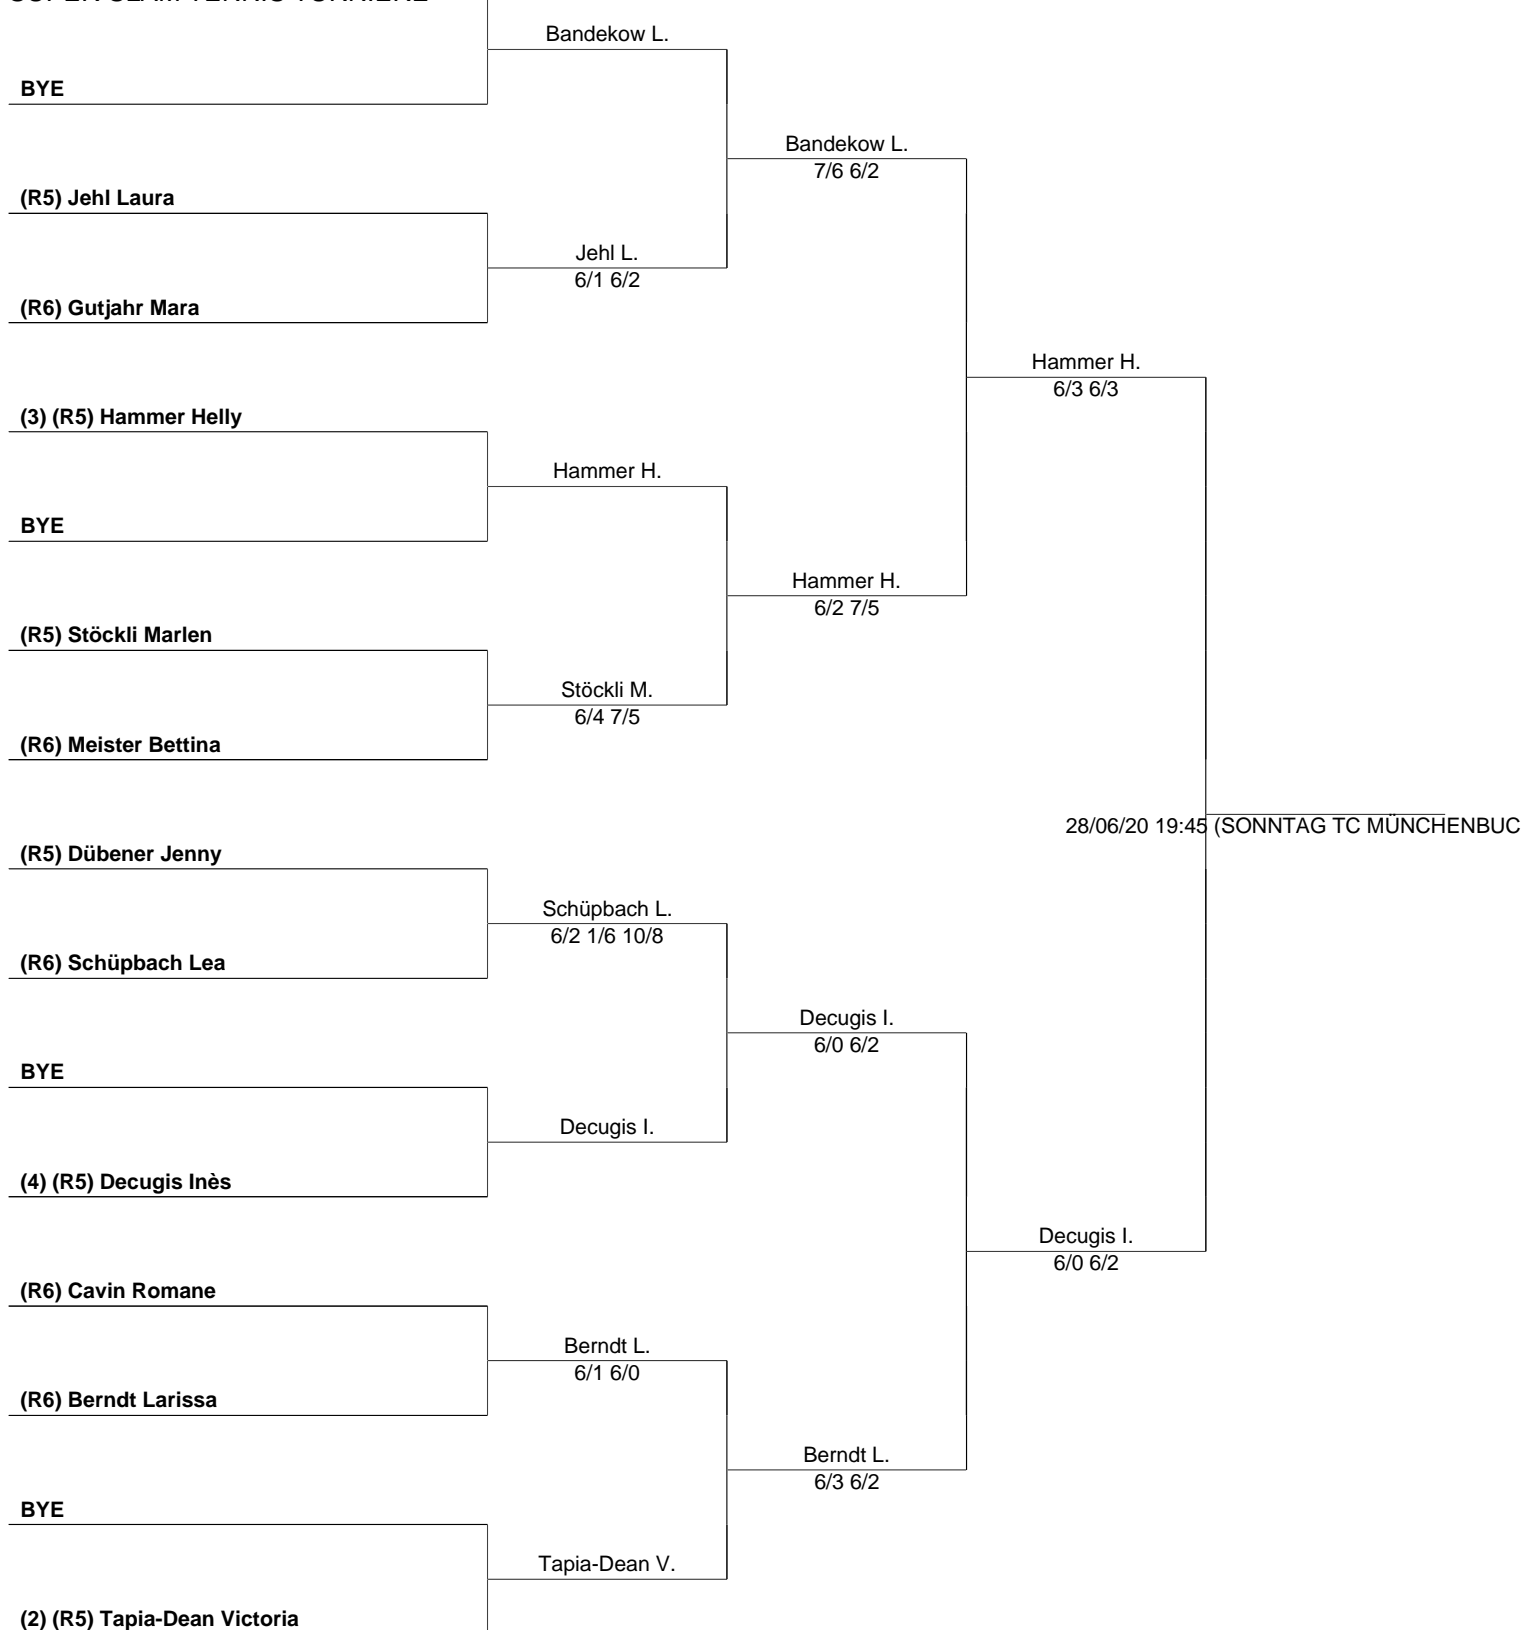 Bandekow L.
BYE
Bandekow L.
7/6 6/2
(R5) Jehl Laura
Jehl L.
6/1 6/2
(R6) Gutjahr Mara
Hammer H.
6/3 6/3
(3) (R5) Hammer Helly
Hammer H.
BYE
Hammer H.
6/2 7/5
(R5) Stöckli Marlen
Stöckli M.
6/4 7/5
(R6) Meister Bettina
28/06/20 19:45 (SONNTAG TC MÜNCHENBUC
(R5) Dübener Jenny
Schüpbach L.
6/2 1/6 10/8
(R6) Schüpbach Lea
Decugis I.
6/0 6/2
BYE
Decugis I.
(4) (R5) Decugis Inès
Decugis I.
6/0 6/2
(R6) Cavin Romane
Berndt L.
6/1 6/0
(R6) Berndt Larissa
Berndt L.
6/3 6/2
BYE
Tapia-Dean V.
(2) (R5) Tapia-Dean Victoria